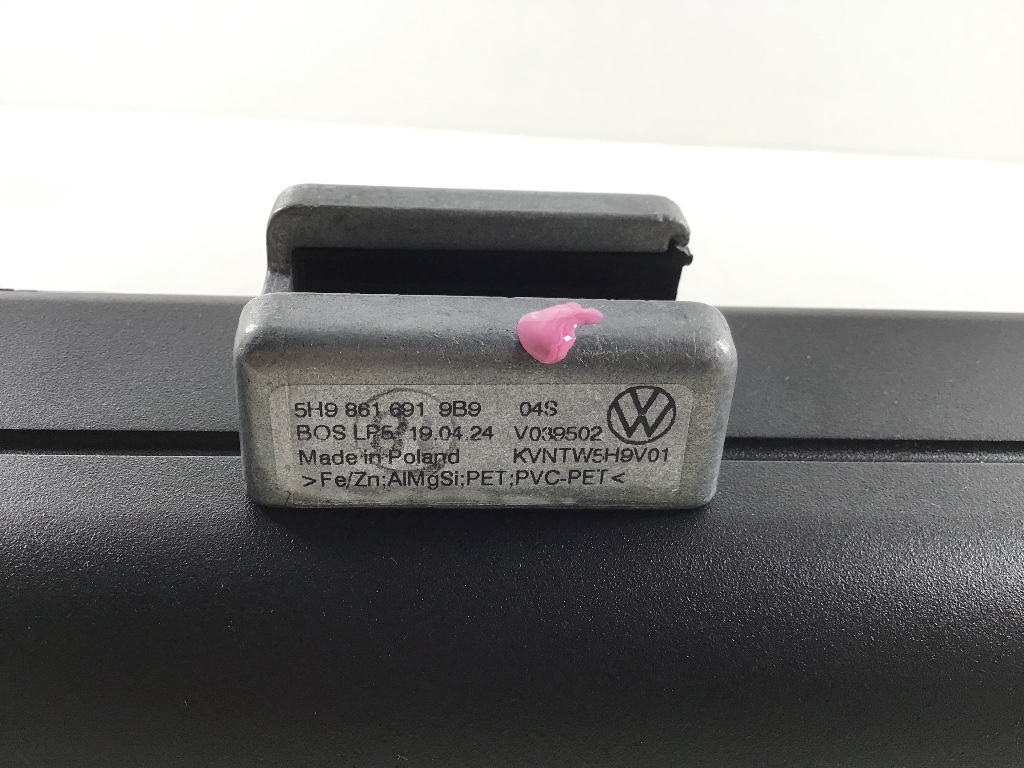 5H9 861 691 9B9 04S
BOS LP5 19.04.24 V039502
Made in Poland KVNTW5H9V01
>Fe/Zn;AlMgSi;PET;PVC-PET<